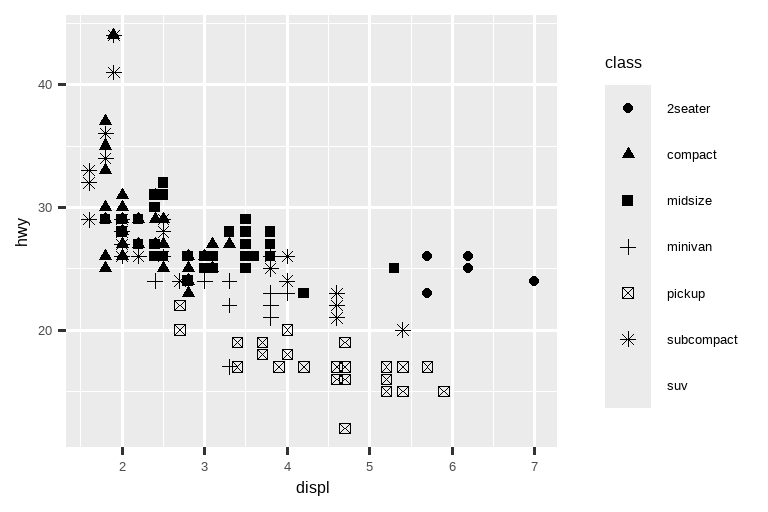 40
30
20
2
3
4
5
6
7
displ
hwy
class
2seater
compact
midsize
minivan
pickup
subcompact
suv